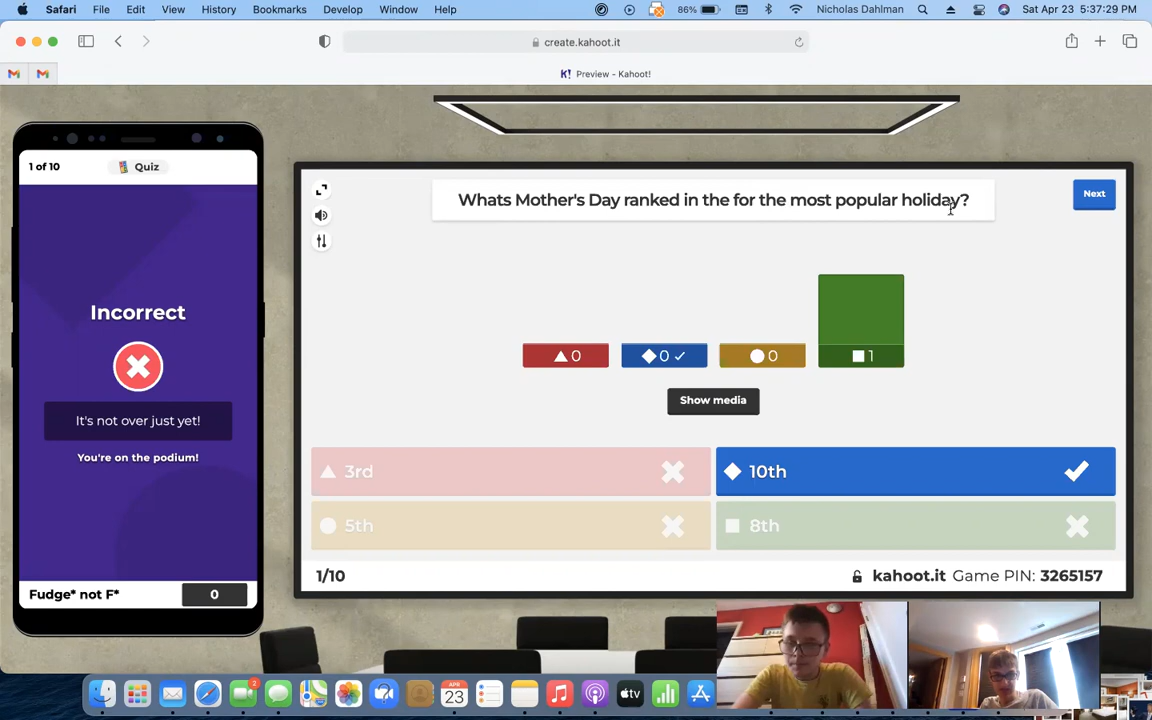 Safari File Edit View History Bookmarks Develop Window Help 86% Nicholas Dahlman Sat Apr 23 5:37:29 PM
create.kahoot.it
K! Preview - Kahoot!
1 of 10 Quiz
Incorrect
It's not over just yet!
You're on the podium!
Fudge* not F* 0
Whats Mother's Day ranked in the for the most popular holiday?
Next
0 0 0 1
Show media
3rd 10th
5th 8th
1/10 kahoot.it Game PIN: 3265157
2
APR
23
tv